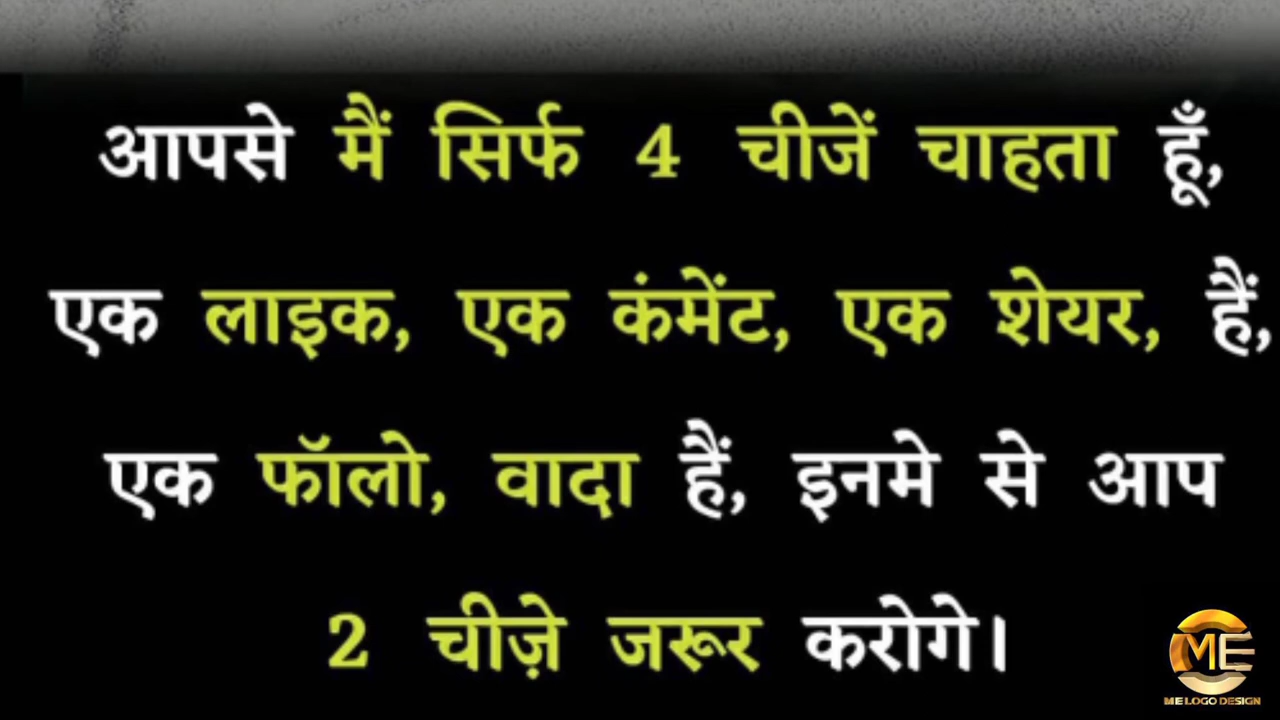 आपसे मैं सिर्फ 4 चीजें चाहता हूँ,
एक लाइक, एक कंमेंट, एक शेयर, हैं,
एक फॉलो, वादा हैं, इनमे से आप
2 चीज़े जरूर करोगे।
ME
ME LOGO DESIGN